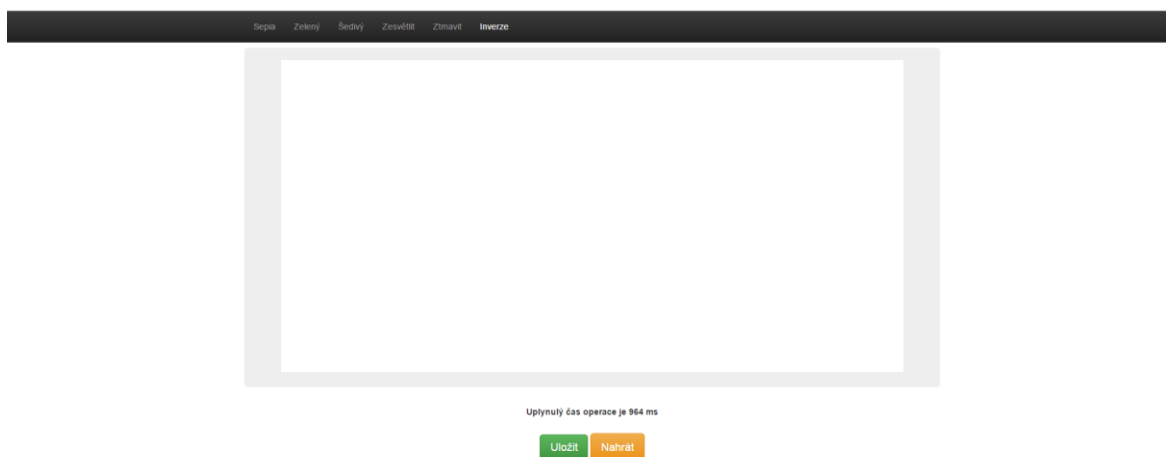 Sepia Zelený Šedivý Zesvětlit Ztmavit Inverze
Uplynulý čas operace je 964 ms
Uložit Nahrát